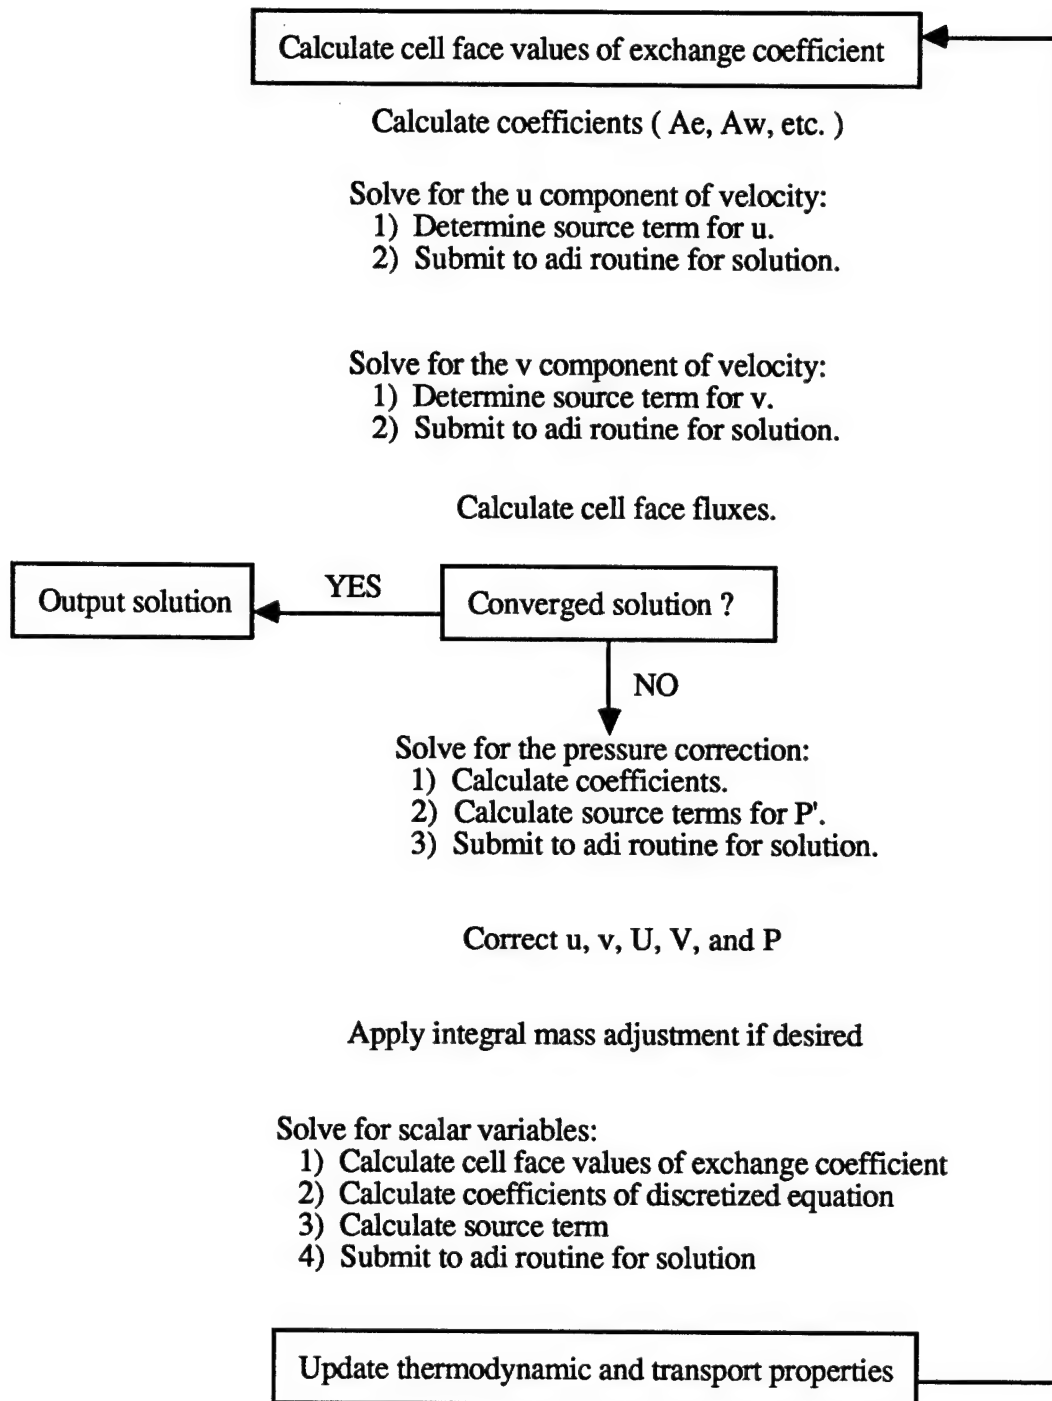 Calculate cell face values of exchange coefficient
Calculate coefficients ( Ae, Aw, etc. )
Solve for the u component of velocity:
1) Determine source term for u.
2) Submit to adi routine for solution.
Solve for the v component of velocity:
1) Determine source term for v.
2) Submit to adi routine for solution.
Calculate cell face fluxes.
Output solution
YES
Converged solution ?
NO
Solve for the pressure correction:
1) Calculate coefficients.
2) Calculate source terms for P'.
3) Submit to adi routine for solution.
Correct u, v, U, V, and P
Apply integral mass adjustment if desired
Solve for scalar variables:
1) Calculate cell face values of exchange coefficient
2) Calculate coefficients of discretized equation
3) Calculate source term
4) Submit to adi routine for solution
Update thermodynamic and transport properties